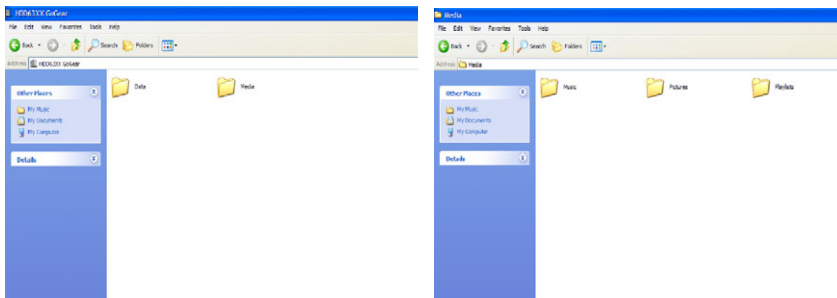 HDD63XX GoGear
File Edit View Favorites Tools Help
Back Search Folders
Address HDD63XX GoGear
Other Places
My Music
My Documents
My Computer
Details
Data Media
Media
File Edit View Favorites Tools Help
Back Search Folders
Address Media
Other Places
My Music
My Documents
My Computer
Details
Music Pictures Playlists